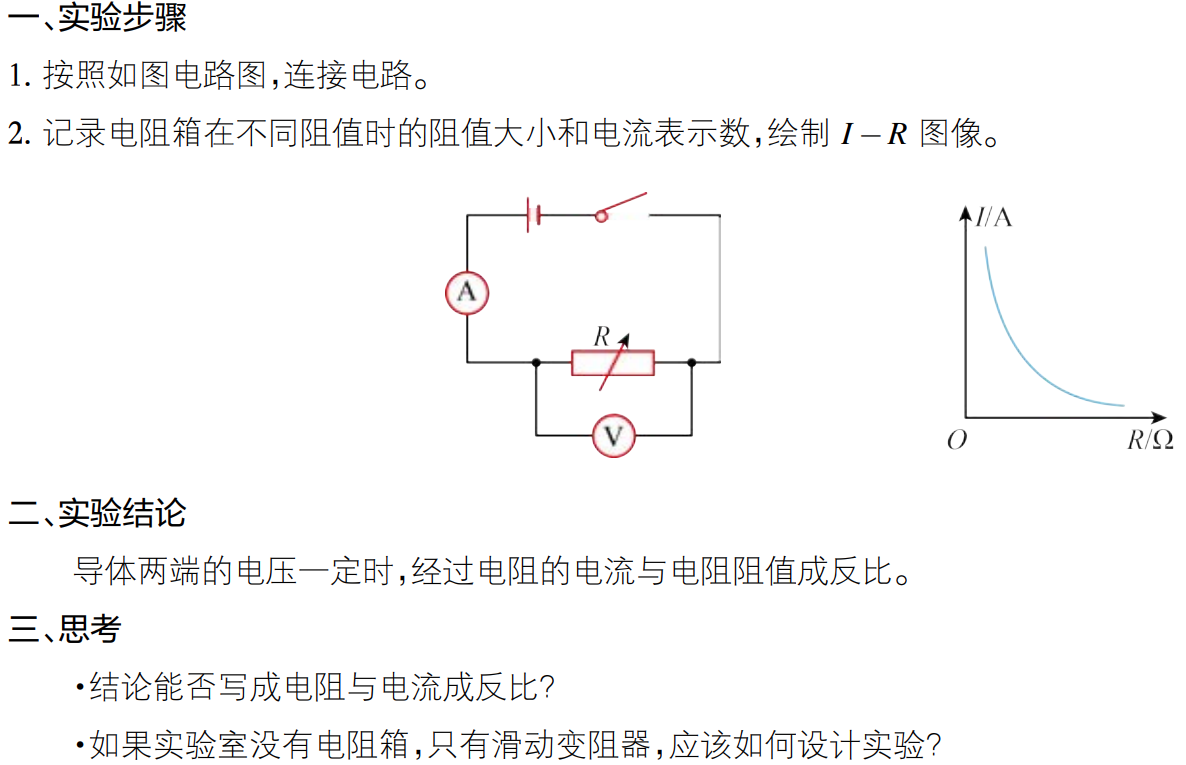 一、实验步骤
1. 按照如图电路图,连接电路。
2. 记录电阻箱在不同阻值时的阻值大小和电流表示数,绘制 I – R 图像。
A
R
V
I/A
O
R/Ω
二、实验结论
导体两端的电压一定时,经过电阻的电流与电阻阻值成反比。
三、思考
•结论能否写成电阻与电流成反比?
•如果实验室没有电阻箱,只有滑动变阻器,应该如何设计实验?